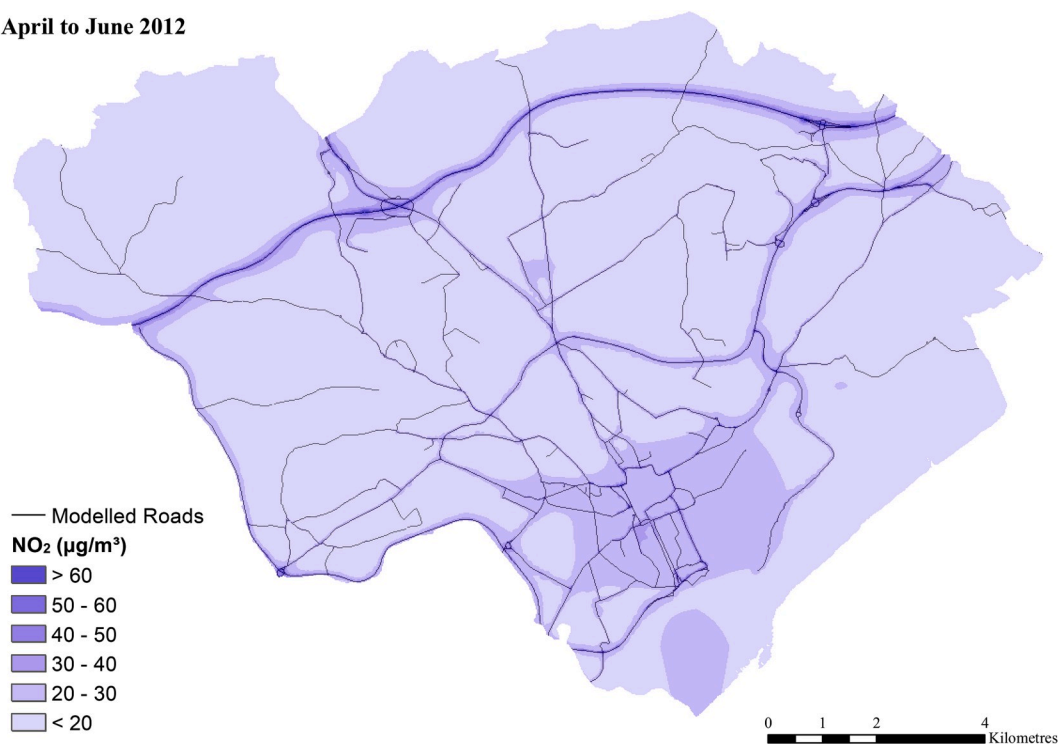 April to June 2012
Modelled Roads
NO₂ (µg/m³)
> 60
50 - 60
40 - 50
30 - 40
20 - 30
< 20
0 1 2 4
Kilometres